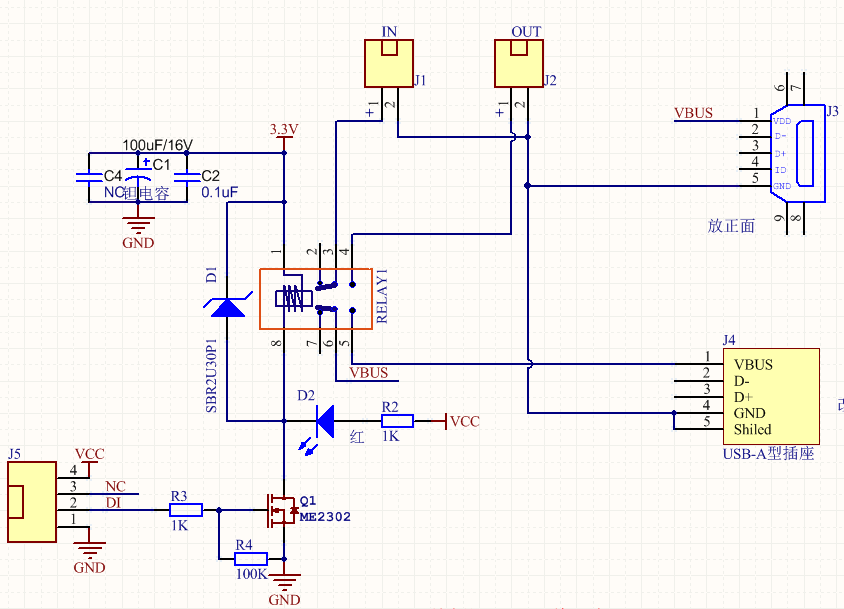 IN
OUT
J1
J2
+
1
2
+
1
2
6
7
J3
VBUS
1
VDD
2
D-
3
D+
4
ID
5
GND
9
8
放正面
3.3V
100uF/16V
C4
C1
C2
NC
钽电容
0.1uF
GND
1
2
3
4
D1
RELAY1
SBR2U30P1
8
7
6
5
VBUS
J4
1
VBUS
2
D-
3
D+
4
GND
5
Shiled
USB-A型插座
D2
红
R2
1K
VCC
J5
VCC
4
3
NC
2
DI
1
GND
R3
1K
Q1
ME2302
R4
100K
GND